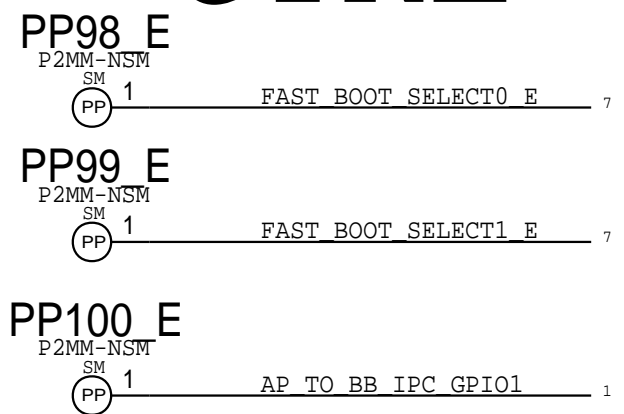 PP98_E
P2MM-NSM
SM
PP 1 FAST_BOOT_SELECT0_E 7
PP99_E
P2MM-NSM
SM
PP 1 FAST_BOOT_SELECT1_E 7
PP100_E
P2MM-NSM
SM
PP 1 AP_TO_BB_IPC_GPIO1 1